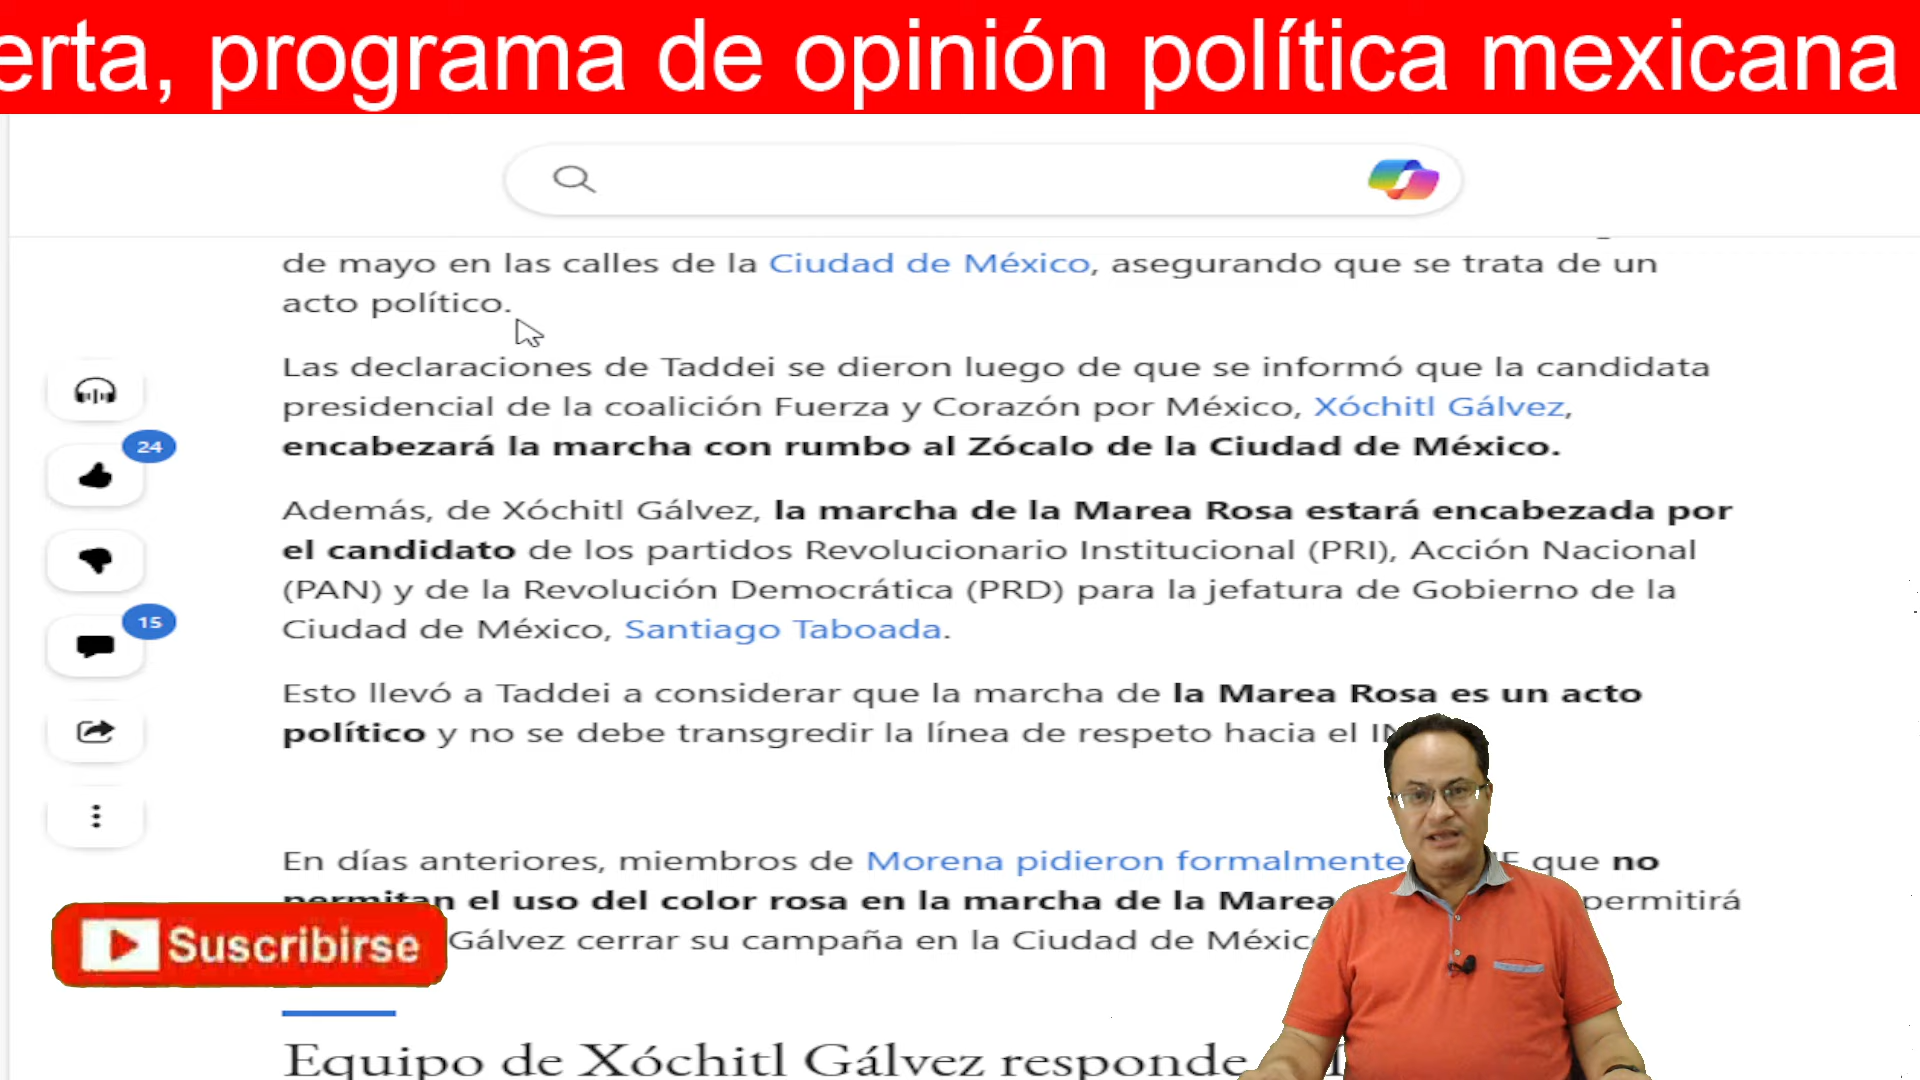 erta, programa de opinión política mexicana
de mayo en las calles de la Ciudad de México, asegurando que se trata de un
acto político.
Las declaraciones de Taddei se dieron luego de que se informó que la candidata
presidencial de la coalición Fuerza y Corazón por México, Xóchitl Gálvez,
encabezará la marcha con rumbo al Zócalo de la Ciudad de México.
24
Además, de Xóchitl Gálvez, la marcha de la Marea Rosa estará encabezada por
el candidato de los partidos Revolucionario Institucional (PRI), Acción Nacional
(PAN) y de la Revolución Democrática (PRD) para la jefatura de Gobierno de la
Ciudad de México, Santiago Taboada.
15
Esto llevó a Taddei a considerar que la marcha de la Marea Rosa es un acto
político y no se debe transgredir la línea de respeto hacia el
En días anteriores, miembros de Morena pidieron formalmente que no
permitan el uso del color rosa en la marcha de la Marea permitirá
Gálvez cerrar su campaña en la Ciudad de México
Suscribirse
Equipo de Xóchitl Gálvez responde